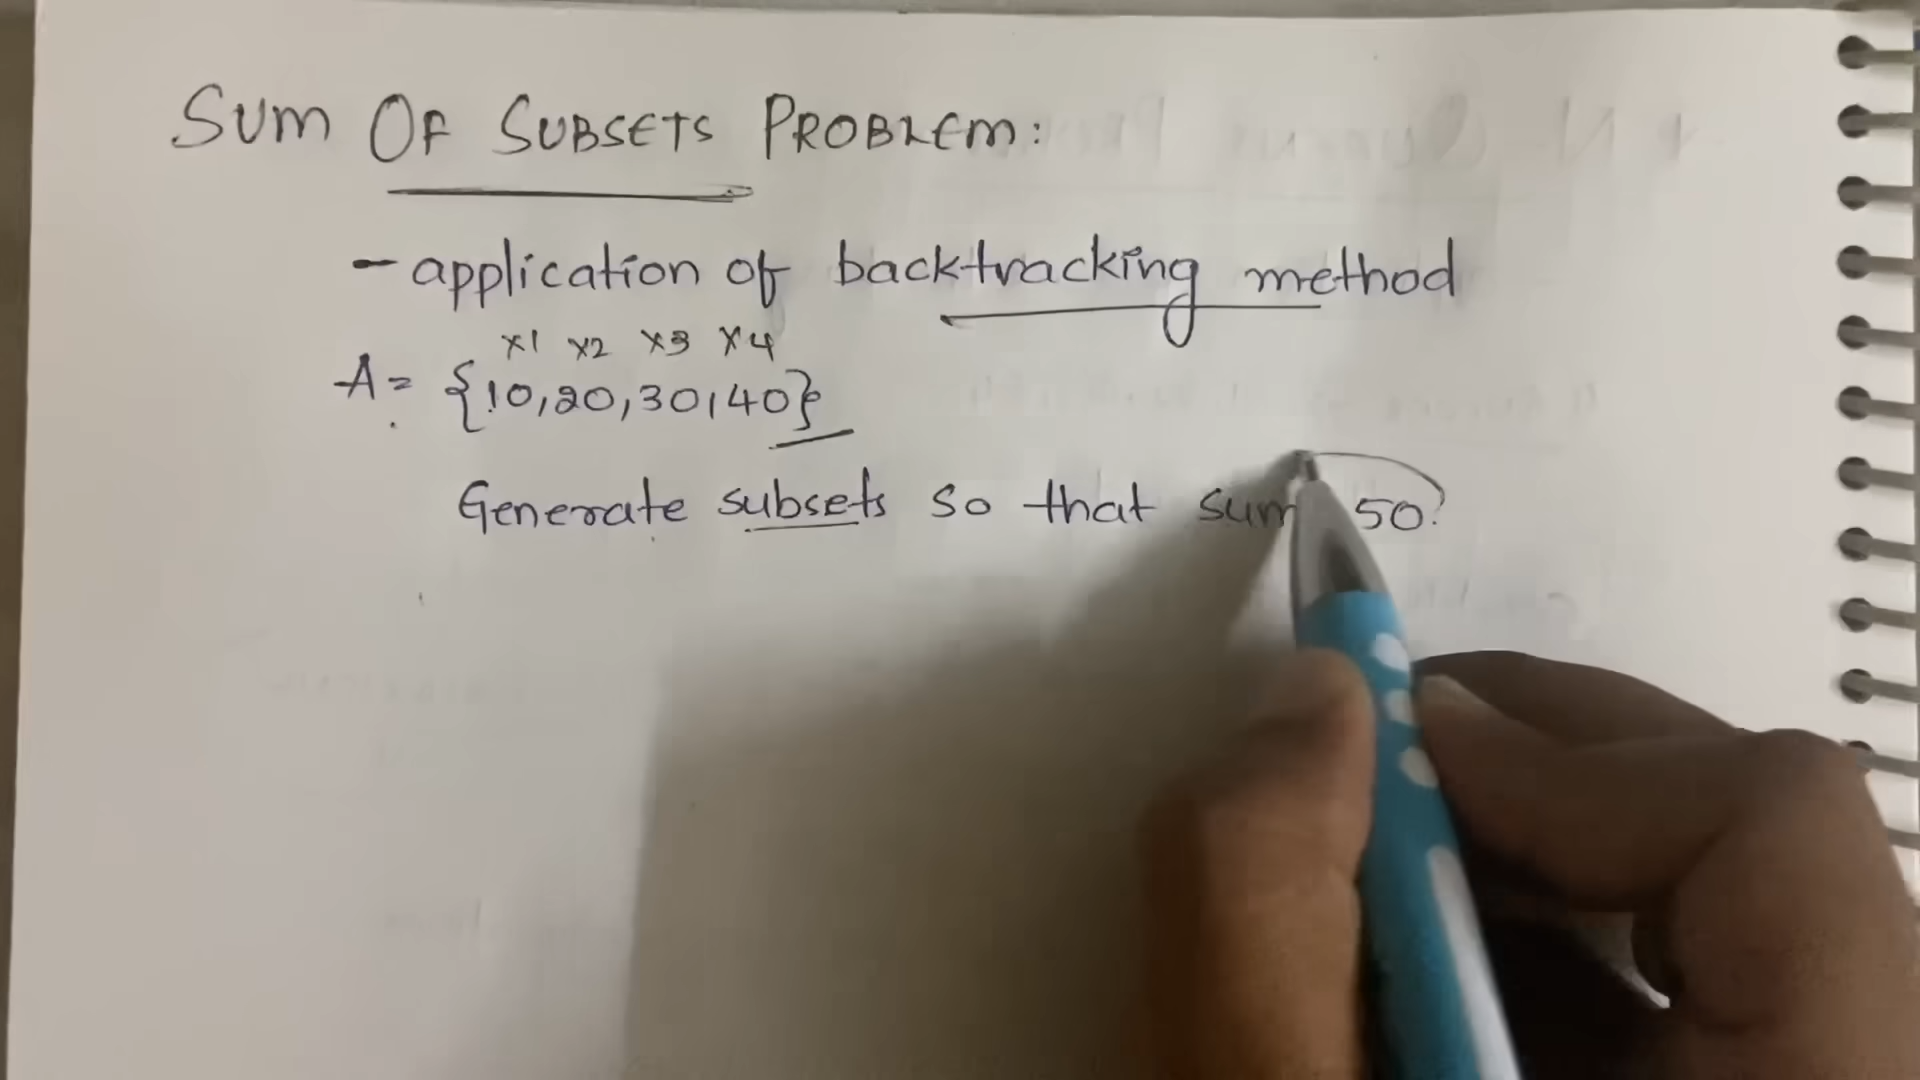 SUM OF SUBSETS PROBLEM:
- application of backtracking method
x1 x2 x3 x4
A = {10,20,30,40}
Generate subsets so that sum 50?